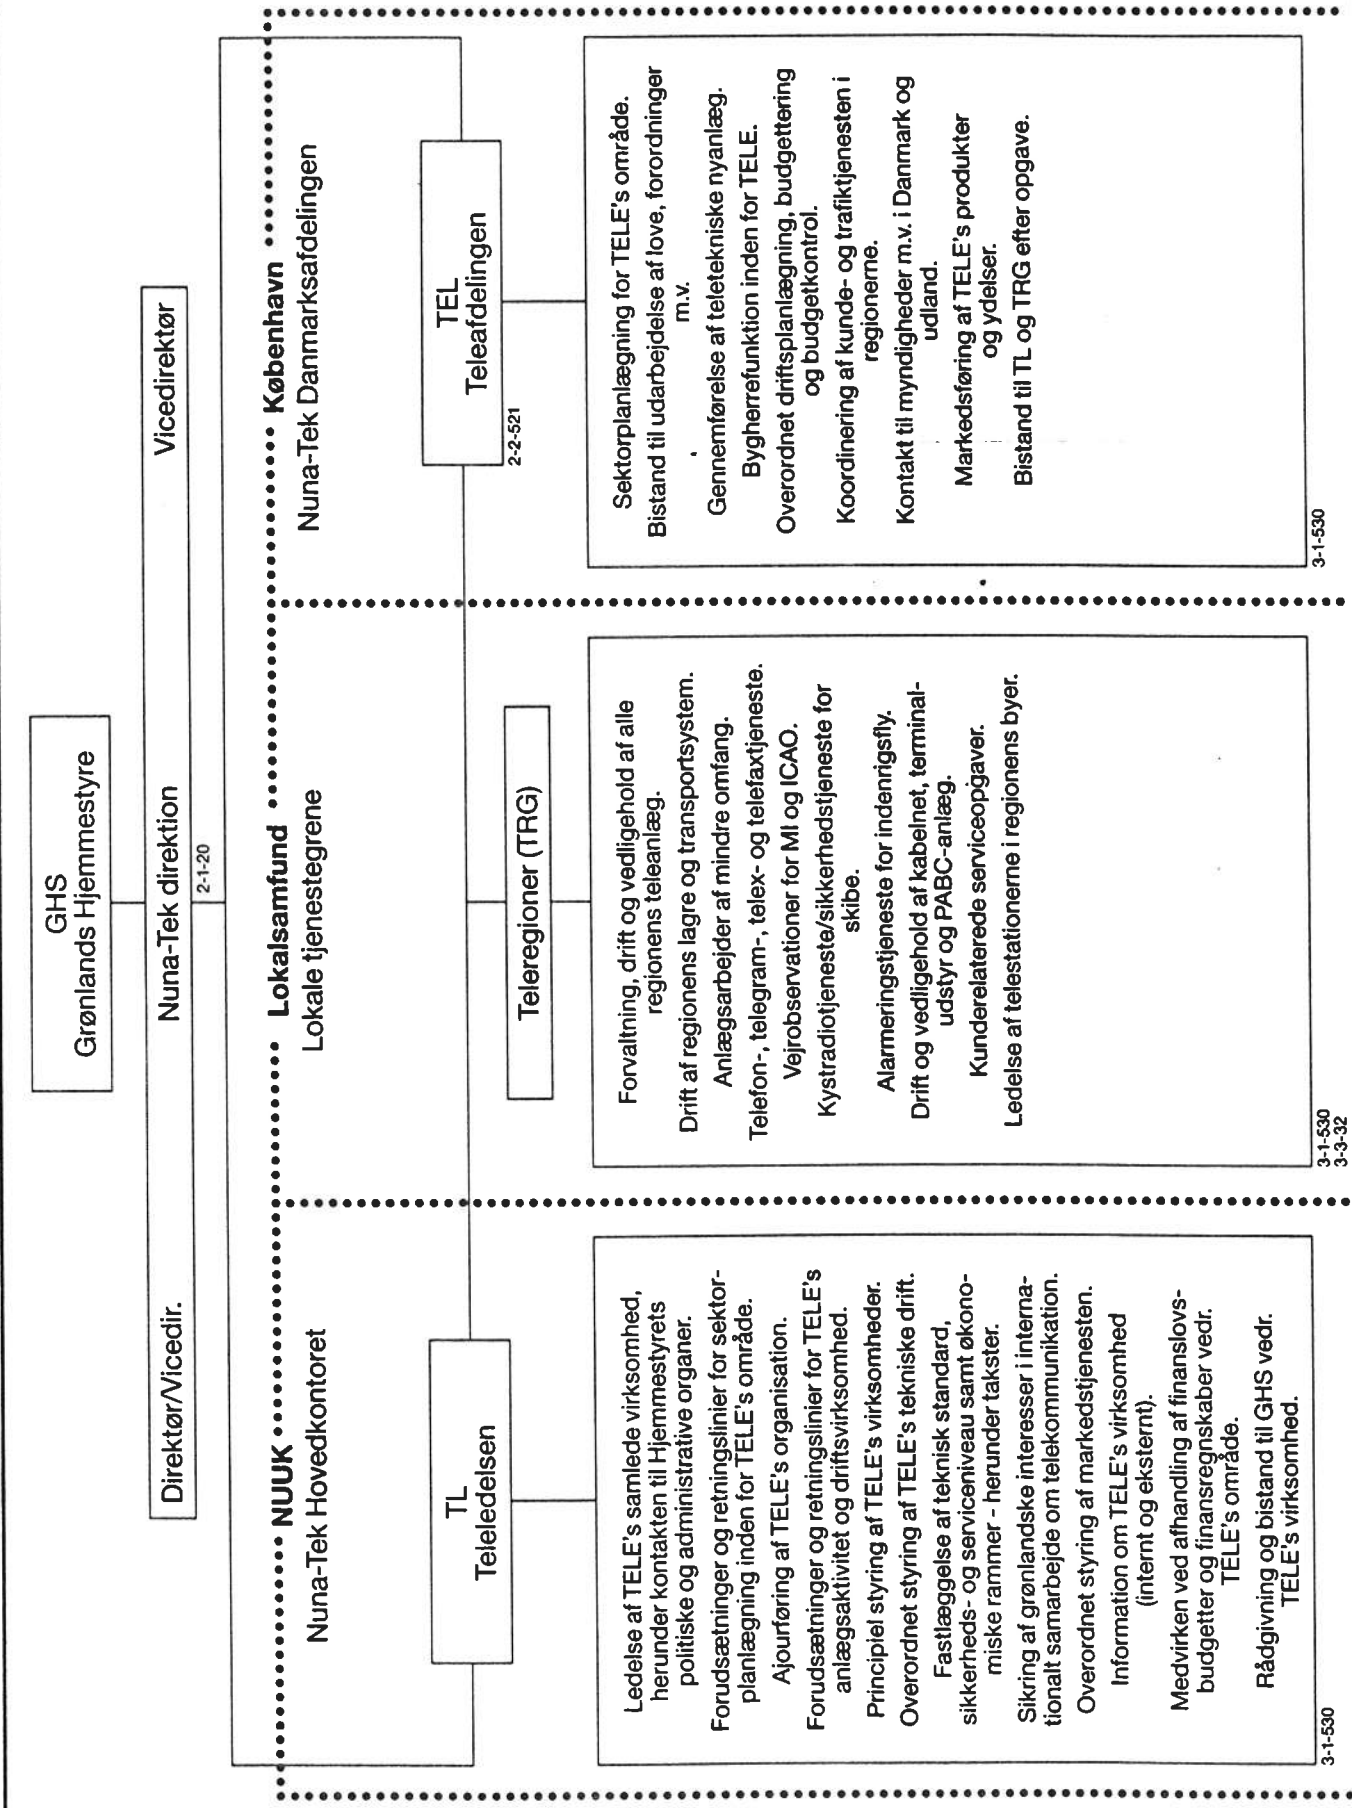 GHS
Grønlands Hjemmestyre
Direktør/Vicedir.
Nuna-Tek direktion
Vicedirektør
2-1-20
NUUK
Lokalsamfund
København
Nuna-Tek Hovedkontoret
Lokale tjenestegrene
Nuna-Tek Danmarksafdelingen
TL
Teleledelsen
Teleregioner (TRG)
TEL
Teleafdelingen
2-2-521
Ledelse af TELE's samlede virksomhed,
herunder kontakten til Hjemmestyrets
politiske og administrative organer.
Forudsætninger og retningslinier for sektor-
planlægning inden for TELE's område.
Ajourføring af TELE's organisation.
Forudsætninger og retningslinier for TELE's
anlægsaktivitet og driftsvirksomhed.
Principiel styring af TELE's virksomheder.
Overordnet styring af TELE's tekniske drift.
Fastlæggelse af teknisk standard,
sikkerheds- og serviceniveau samt økono-
miske rammer - herunder takster.
Sikring af grønlandske interesser i interna-
tionalt samarbejde om telekommunikation.
Overordnet styring af markedstjenesten.
Information om TELE's virksomhed
(internt og eksternt).
Medvirken ved afhandling af finanslovs-
budgetter og finansregnskaber vedr.
TELE's område.
Rådgivning og bistand til GHS vedr.
TELE's virksomhed.
3-1-530
Forvaltning, drift og vedligehold af alle
regionens teleanlæg.
Drift af regionens lagre og transportsystem.
Anlægsarbejder af mindre omfang.
Telefon-, telegram-, telex- og telefaxtjeneste.
Vejrobservationer for MI og ICAO.
Kystradiotjeneste/sikkerhedstjeneste for
skibe.
Alarmeringstjeneste for indenrigsfly.
Drift og vedligehold af kabelnet, terminal-
udstyr og PABC-anlæg.
Kunderelaterede serviceopgaver.
Ledelse af telestationerne i regionens byer.
3-1-530
3-3-32
Sektorplanlægning for TELE's område.
Bistand til udarbejdelse af love, forordninger
m.v.
Gennemførelse af teletekniske nyanlæg.
Bygherrefunktion inden for TELE.
Overordnet driftsplanlægning, budgettering
og budgetkontrol.
Koordinering af kunde- og trafiktjenesten i
regionerne.
Kontakt til myndigheder m.v. i Danmark og
udland.
Markedsføring af TELE's produkter
og ydelser.
Bistand til TL og TRG efter opgave.
3-1-530